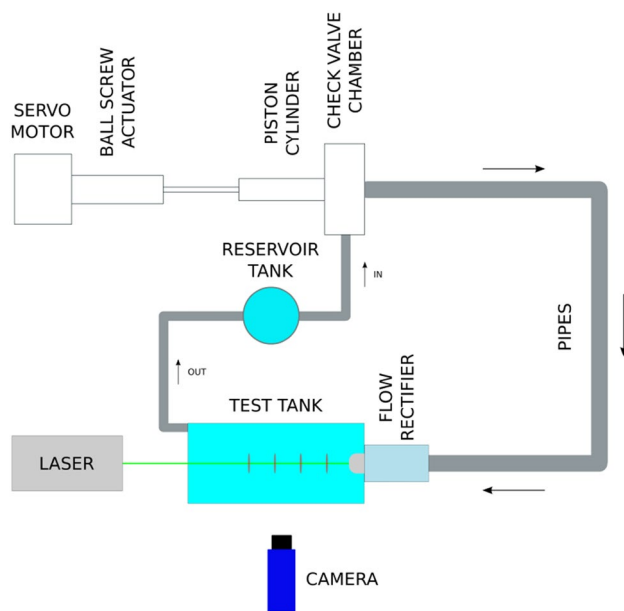 SERVO
MOTOR
BALL SCREW
ACTUATOR
PISTON
CYLINDER
CHECK VALVE
CHAMBER
RESERVOIR
TANK
IN
PIPES
OUT
TEST TANK
FLOW
RECTIFIER
LASER
CAMERA